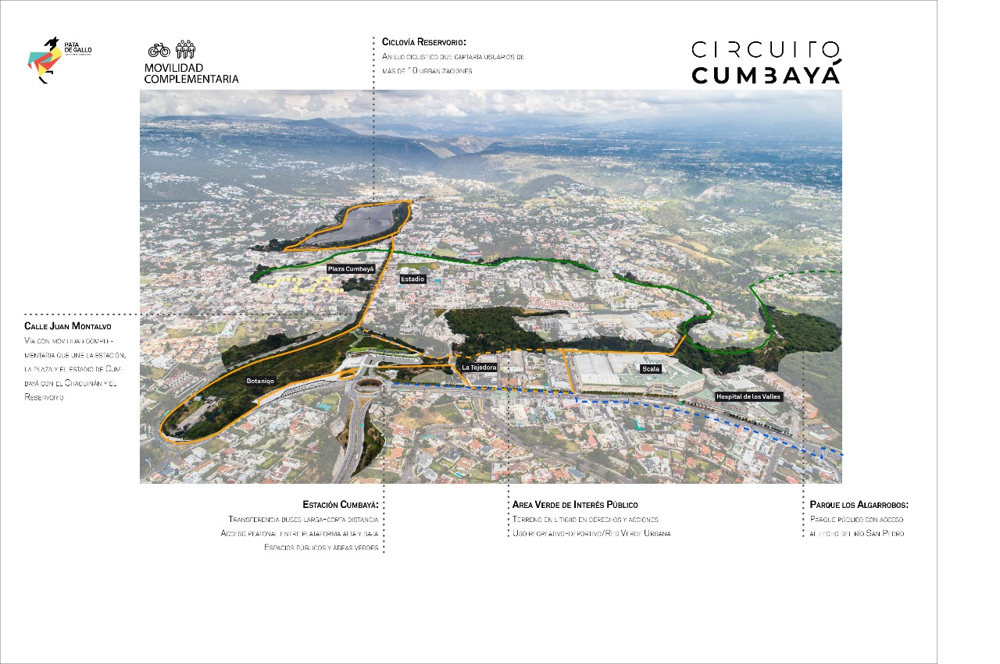 PATA
DE GALLO
MOVILIDAD
COMPLEMENTARIA
Ciclovía Reservorio:
Anillo ciclistico que captaría usuarios de
más de 10 urbanizaciones
CIRCUITO
CUMBAYÁ
Plaza Cumbayá
Estadio
Calle Juan Montalvo
Vía con movilidad comple-
mentaria que une la estación,
la plaza y el estadio de Cum-
bayá con el Chaquiñán y el
Reservorio
La Tejedora
Scala
Botaniqo
Hospital de los Valles
Estación Cumbayá:
Transferencia buses larga-corta distancia
Acceso peatonal entre plataforma alta y baja
Espacios públicos y áreas verdes
Area Verde de Interés Público
Terreno en litigio en derechos y acciones
Uso recreativo-deportivo/Red Verde Urbana
Parque los Algarrobos:
Parque público con acceso
al lecho del río San Pedro